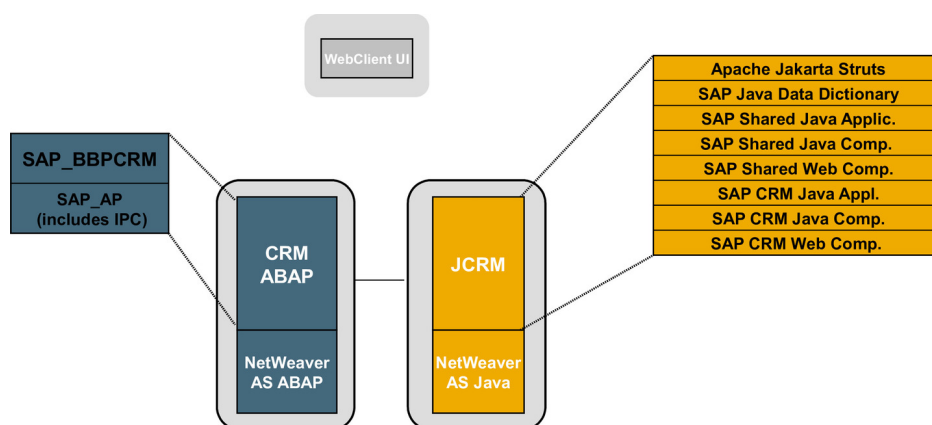 WebClient UI
SAP_BBPCRM
SAP_AP
(includes IPC)
CRM
ABAP
NetWeaver
AS ABAP
JCRM
NetWeaver
AS Java
Apache Jakarta Struts
SAP Java Data Dictionary
SAP Shared Java Applic.
SAP Shared Java Comp.
SAP Shared Web Comp.
SAP CRM Java Appl.
SAP CRM Java Comp.
SAP CRM Web Comp.